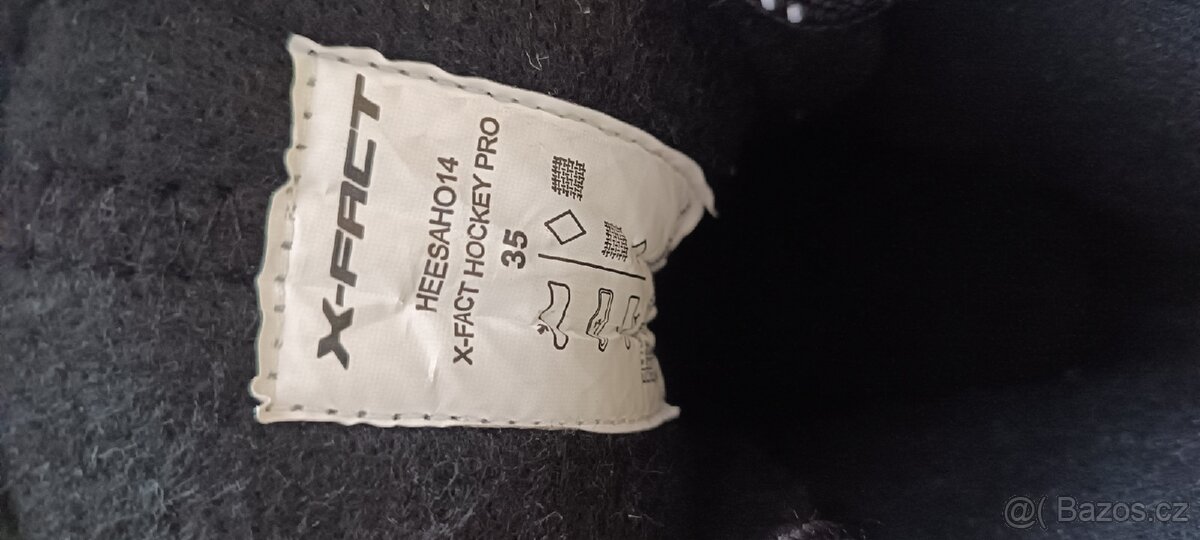 X-FACT
HEESAHO14
X-FACT HOCKEY PRO
35
@( Bazos.cz